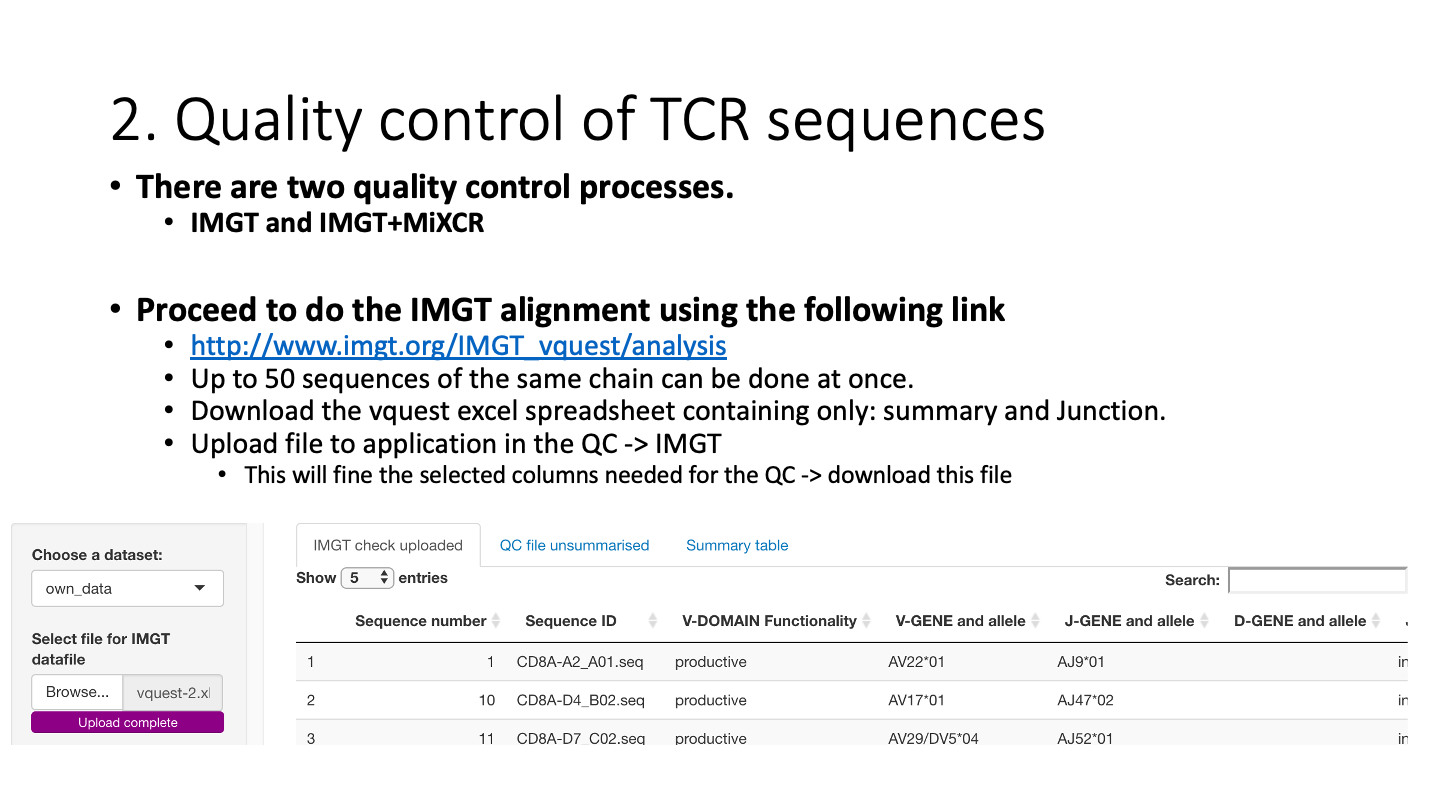 2. Quality control of TCR sequences
• There are two quality control processes.
• IMGT and IMGT+MiXCR
• Proceed to do the IMGT alignment using the following link
• http://www.imgt.org/IMGT_vquest/analysis
• Up to 50 sequences of the same chain can be done at once.
• Download the vquest excel spreadsheet containing only: summary and Junction.
• Upload file to application in the QC -> IMGT
• This will fine the selected columns needed for the QC -> download this file
Choose a dataset:
own_data
Select file for IMGT
datafile
Browse... vquest-2.xl
Upload complete
IMGT check uploaded QC file unsummarised Summary table
Show 5 entries Search:
Sequence number Sequence ID V-DOMAIN Functionality V-GENE and allele J-GENE and allele D-GENE and allele
1 1 CD8A-A2_A01.seq productive AV22*01 AJ9*01 in
2 10 CD8A-D4_B02.seq productive AV17*01 AJ47*02 in
3 11 CD8A-D7_C02.seq productive AV29/DV5*04 AJ52*01 in